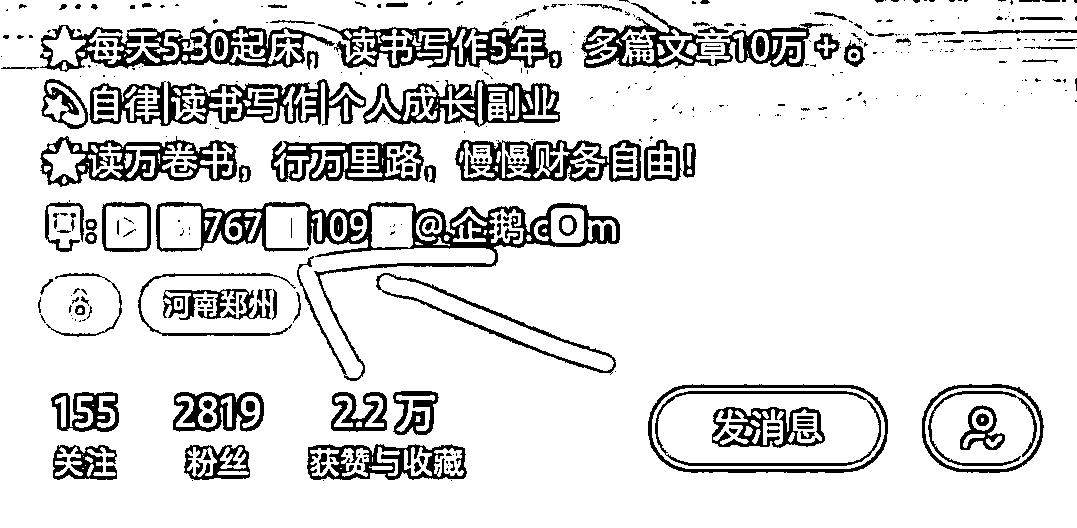 每天5:30起床，读书写作5年，多篇文章10万＋。
自律|读书写作|个人成长|副业
读万卷书，行万里路，慢慢财务自由！
: 767 109 @.企鹅.cOm
河南郑州
155 2819 2.2 万
关注 粉丝 获赞与收藏
发消息